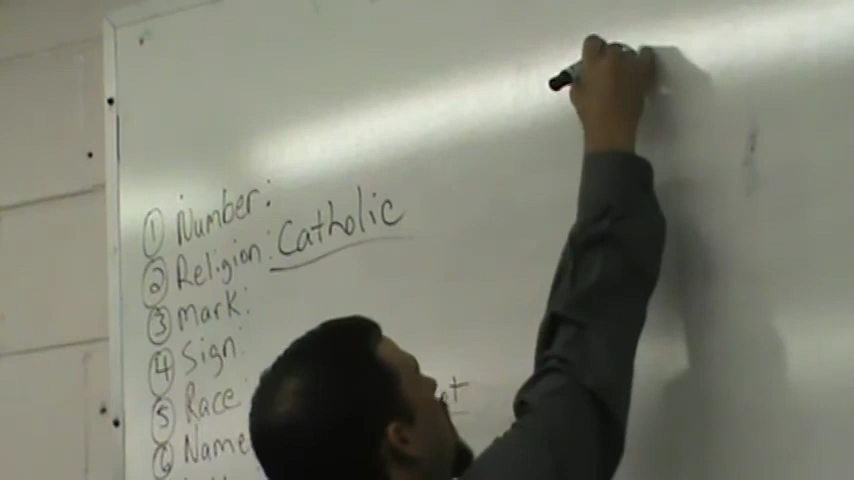 ① Number:
② Religion: Catholic
③ Mark:
④ Sign:
⑤ Race:
⑥ Name